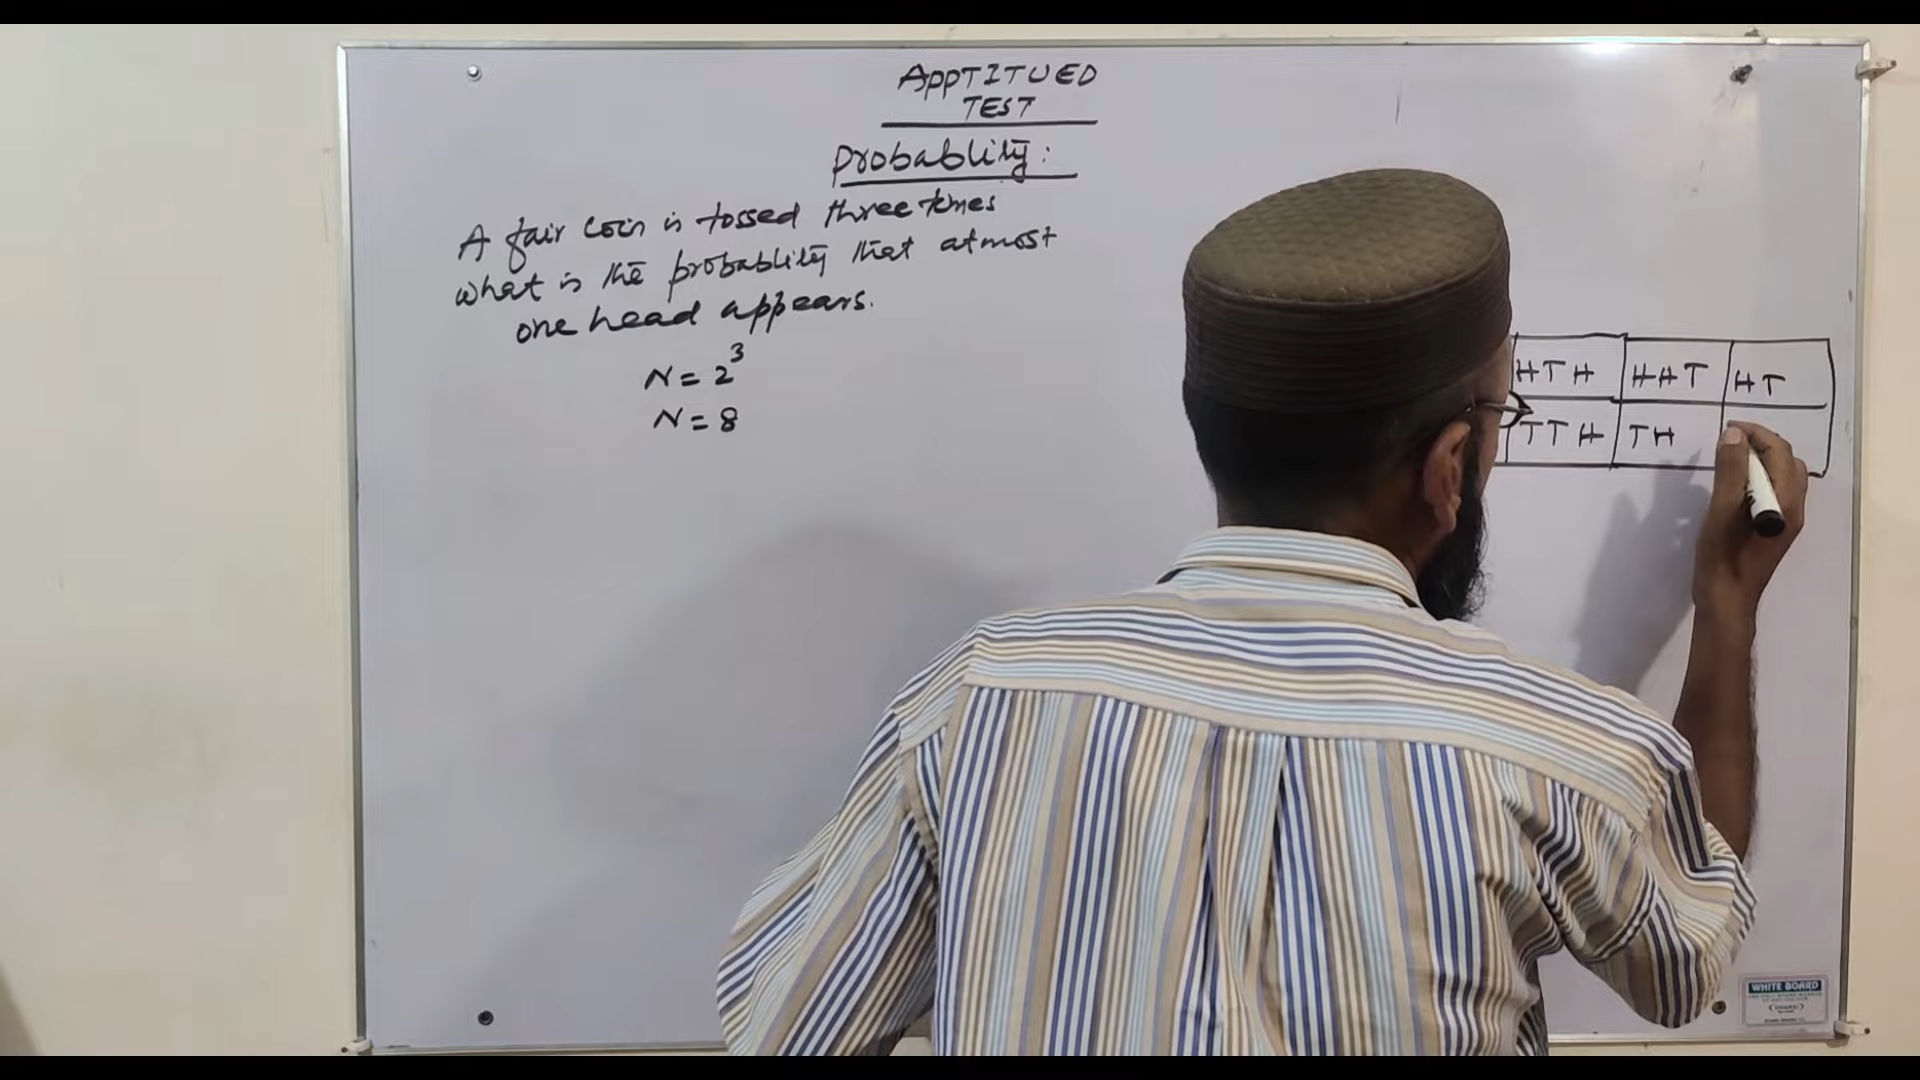 APPTITUED
TEST
Probablity:
A fair coin is tossed three times
what is the probablity that atmost
one head appears.
N = 2³
N = 8
HTH HHT HT
TTH TH
WHITE BOARD